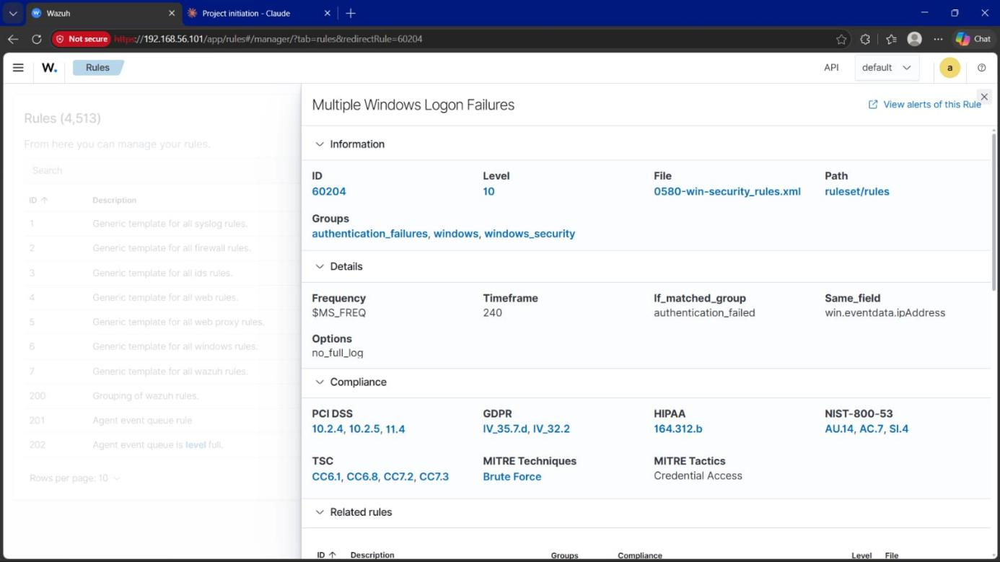 Wazuh
Project initiation - Claude
Not secure https://192.168.56.101/app/rules#/manager/?tab=rules&redirectRule=60204
Chat
W. Rules API default a
Rules (4,513)
From here you can manage your rules.
Search
ID Description
1 Generic template for all syslog rules.
2 Generic template for all firewall rules.
3 Generic template for all ids rules.
4 Generic template for all web rules.
5 Generic template for all web proxy rules.
6 Generic template for all windows rules.
7 Generic template for all wazuh rules.
200 Grouping of wazuh rules.
201 Agent event queue rule
202 Agent event queue is level full.
Rows per page: 10
Multiple Windows Logon Failures
View alerts of this Rule
Information
ID Level File Path
60204 10 0580-win-security_rules.xml ruleset/rules
Groups
authentication_failures, windows, windows_security
Details
Frequency Timeframe If_matched_group Same_field
$MS_FREQ 240 authentication_failed win.eventdata.ipAddress
Options
no_full_log
Compliance
PCI DSS GDPR HIPAA NIST-800-53
10.2.4, 10.2.5, 11.4 IV_35.7.d, IV_32.2 164.312.b AU.14, AC.7, SI.4
TSC MITRE Techniques MITRE Tactics
CC6.1, CC6.8, CC7.2, CC7.3 Brute Force Credential Access
Related rules
ID Description Groups Compliance Level File